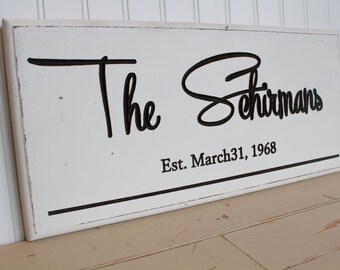 The Schirmans
Est. March31, 1968